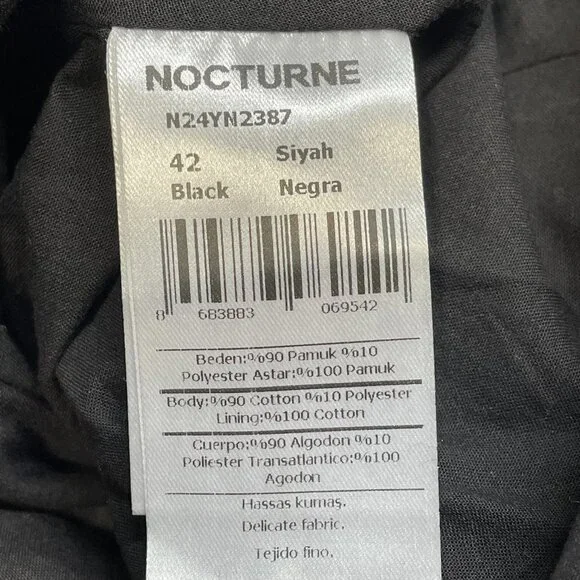 NOCTURNE
N24YN2387
42 Siyah
Black Negra
8 683883 069542
Beden:%90 Pamuk %10
Polyester Astar:%100 Pamuk
Body:%90 Cotton %10 Polyester
Lining:%100 Cotton
Cuerpo:%90 Algodon %10
Poliester Transatlantico:%100
Agodon
Hassas kumaş.
Delicate fabric.
Tejido fino.